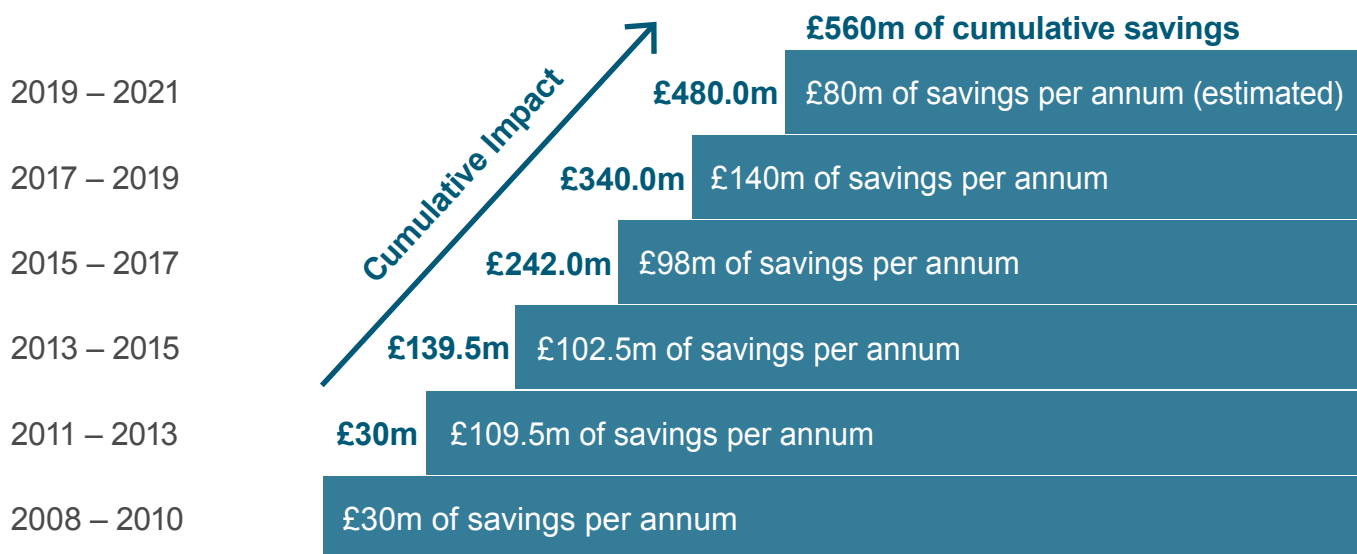 £560m of cumulative savings
2019 – 2021
£480.0m
£80m of savings per annum (estimated)
Cumulative Impact
2017 – 2019
£340.0m
£140m of savings per annum
2015 – 2017
£242.0m
£98m of savings per annum
2013 – 2015
£139.5m
£102.5m of savings per annum
2011 – 2013
£30m
£109.5m of savings per annum
2008 – 2010
£30m of savings per annum